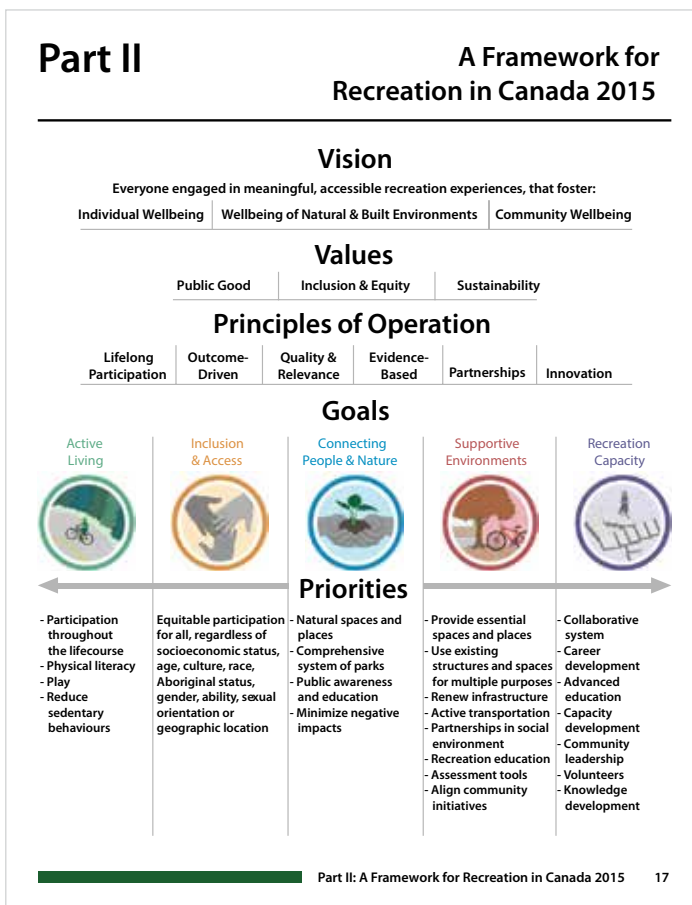 Part II
A Framework for
Recreation in Canada 2015
Vision
Everyone engaged in meaningful, accessible recreation experiences, that foster:
Individual Wellbeing Wellbeing of Natural & Built Environments Community Wellbeing
Values
Public Good Inclusion & Equity Sustainability
Principles of Operation
Lifelong
Participation
Outcome-
Driven
Quality &
Relevance
Evidence-
Based
Partnerships
Innovation
Goals
Active
Living
Inclusion
& Access
Connecting
People & Nature
Supportive
Environments
Recreation
Capacity
Priorities
- Participation
throughout
the lifecourse
- Physical literacy
- Play
- Reduce
sedentary
behaviours
Equitable participation
for all, regardless of
socioeconomic status,
age, culture, race,
Aboriginal status,
gender, ability, sexual
orientation or
geographic location
- Natural spaces and
places
- Comprehensive
system of parks
- Public awareness
and education
- Minimize negative
impacts
- Provide essential
spaces and places
- Use existing
structures and spaces
for multiple purposes
- Renew infrastructure
- Active transportation
- Partnerships in social
environment
- Recreation education
- Assessment tools
- Align community
initiatives
- Collaborative
system
- Career
development
- Advanced
education
- Capacity
development
- Community
leadership
- Volunteers
- Knowledge
development
Part II: A Framework for Recreation in Canada 2015 17